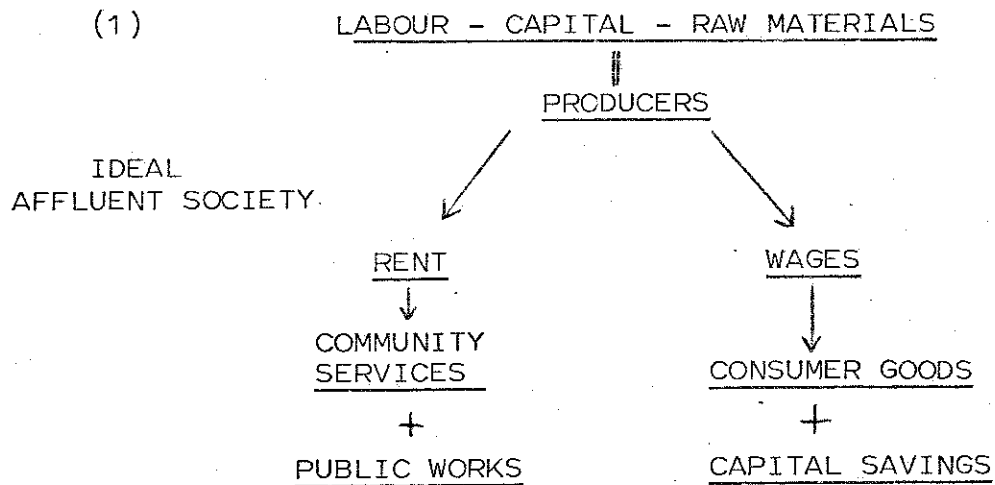 (1) LABOUR - CAPITAL - RAW MATERIALS
PRODUCERS
IDEAL
AFFLUENT SOCIETY.
RENT WAGES
COMMUNITY
SERVICES CONSUMER GOODS
+ +
PUBLIC WORKS CAPITAL SAVINGS